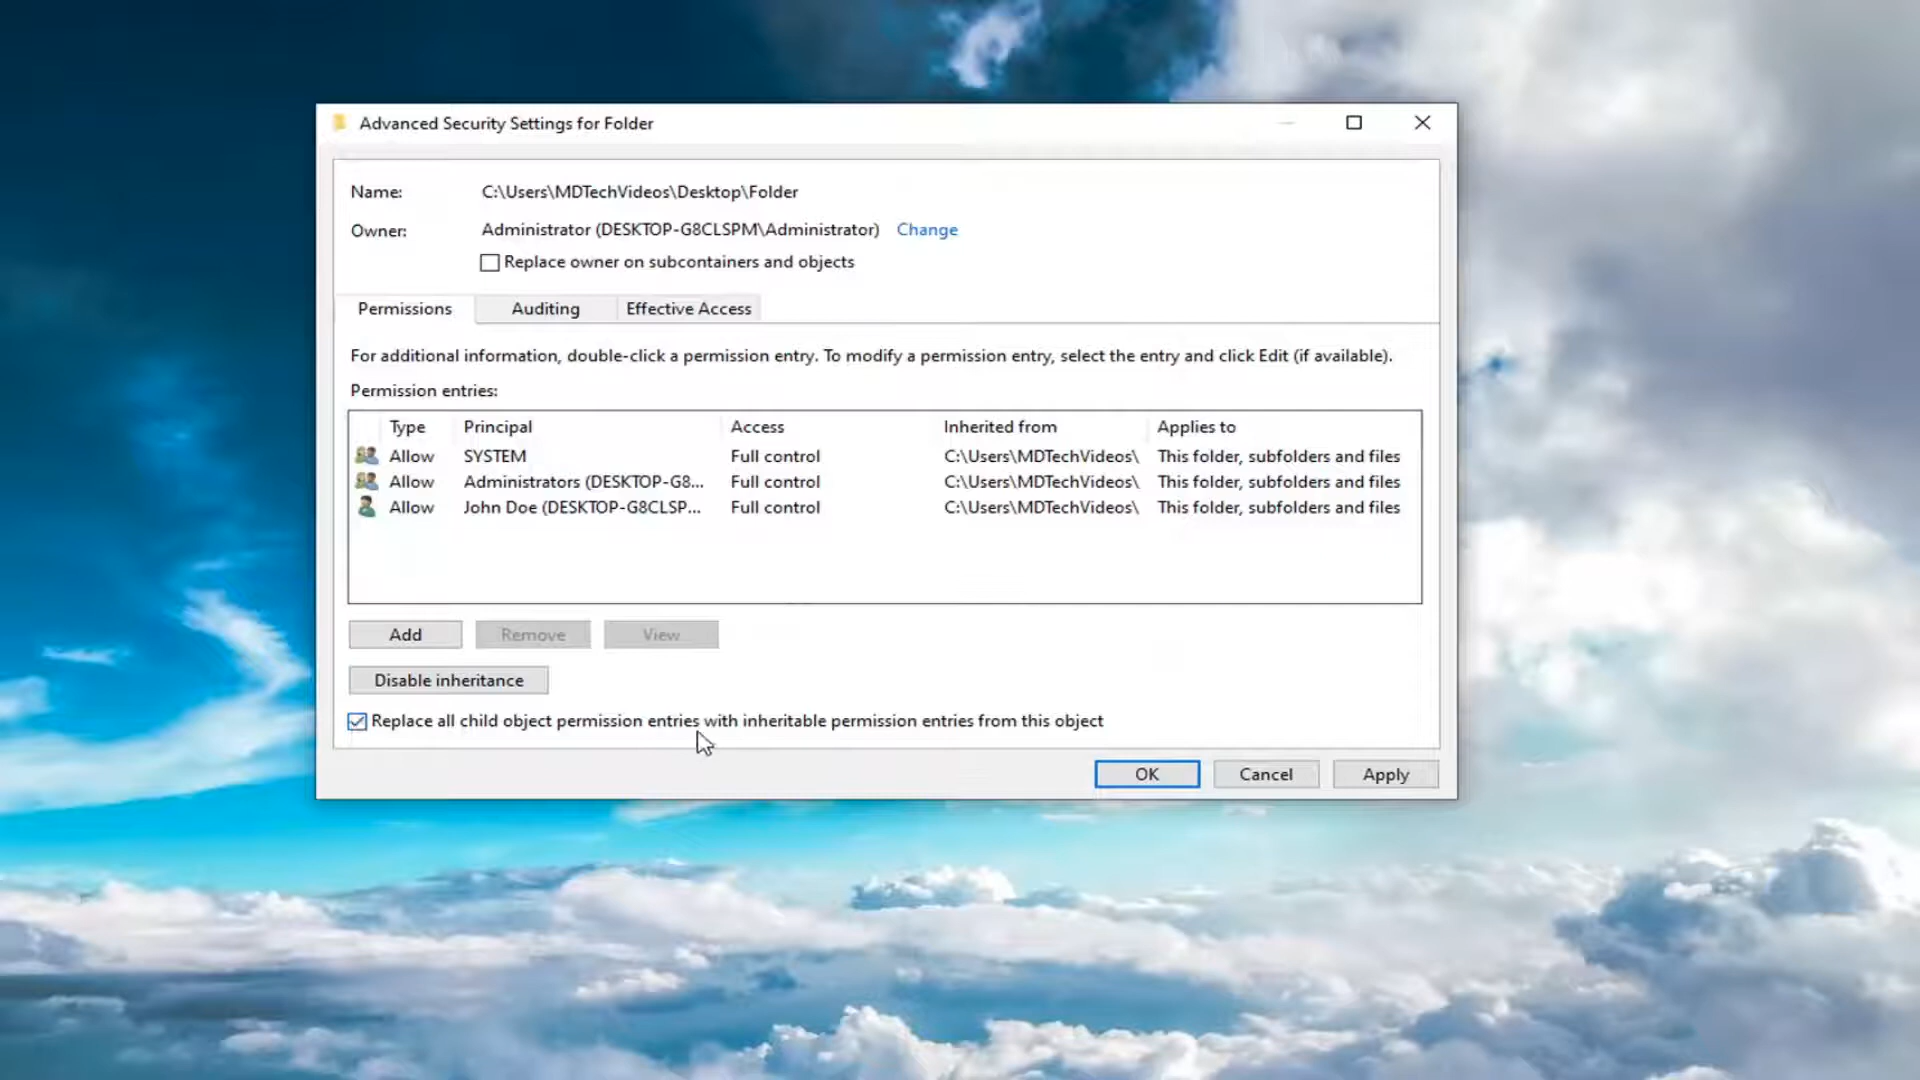 Advanced Security Settings for Folder
Name: C:\Users\MDTechVideos\Desktop\Folder
Owner: Administrator (DESKTOP-G8CLSPM\Administrator) Change
Replace owner on subcontainers and objects
Permissions Auditing Effective Access
For additional information, double-click a permission entry. To modify a permission entry, select the entry and click Edit (if available).
Permission entries:
Type Principal Access Inherited from Applies to
Allow SYSTEM Full control C:\Users\MDTechVideos\ This folder, subfolders and files
Allow Administrators (DESKTOP-G8... Full control C:\Users\MDTechVideos\ This folder, subfolders and files
Allow John Doe (DESKTOP-G8CLSP... Full control C:\Users\MDTechVideos\ This folder, subfolders and files
Add Remove View
Disable inheritance
Replace all child object permission entries with inheritable permission entries from this object
OK Cancel Apply